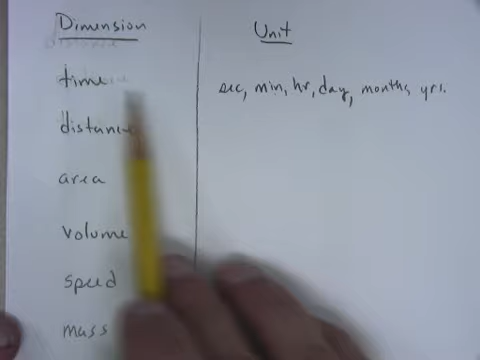 Dimension Unit
time sec, min, hr, day, months, yrs.
distance
area
volume
speed
mass